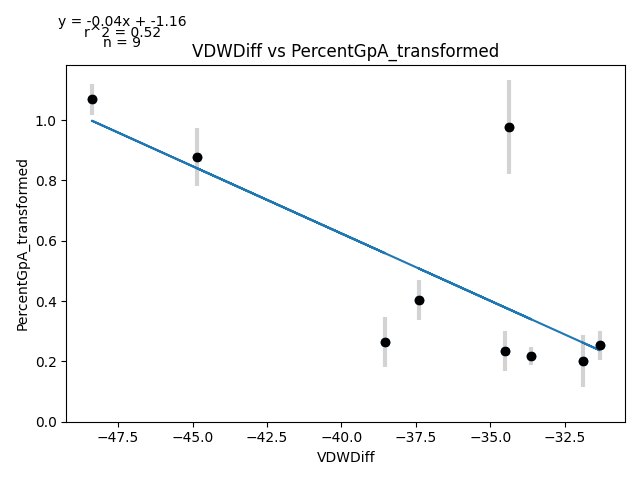 y = -0.04x + -1.16
r^2 = 0.52
n = 9
VDWDiff vs PercentGpA_transformed
1.0
0.8
0.6
0.4
0.2
0.0
PercentGpA_transformed
−47.5 −45.0 −42.5 −40.0 −37.5 −35.0 −32.5
VDWDiff